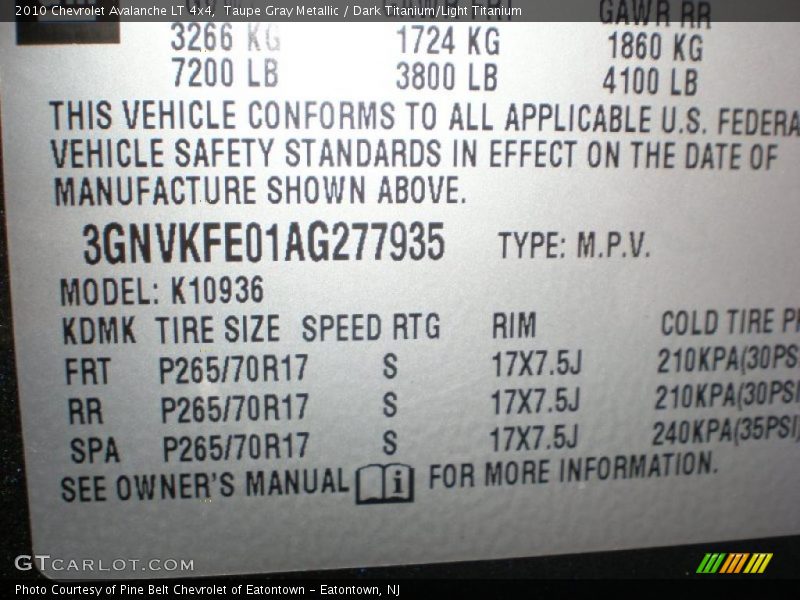 2010 Chevrolet Avalanche LT 4x4,  Taupe Gray Metallic / Dark Titanium/Light Titanium
GAWR RR
3266 KG 1724 KG 1860 KG
7200 LB 3800 LB 4100 LB
THIS VEHICLE CONFORMS TO ALL APPLICABLE U.S. FEDERA
VEHICLE SAFETY STANDARDS IN EFFECT ON THE DATE OF
MANUFACTURE SHOWN ABOVE.
3GNVKFE01AG277935 TYPE: M.P.V.
MODEL: K10936
KDMK TIRE SIZE SPEED RTG RIM COLD TIRE
FRT P265/70R17 S 17X7.5J 210KPA(30PS
RR P265/70R17 S 17X7.5J 210KPA(30PSI
SPA P265/70R17 S 17X7.5J 240KPA(35PSI)
SEE OWNER'S MANUAL i FOR MORE INFORMATION.
GTCARLOT.COM
Photo Courtesy of Pine Belt Chevrolet of Eatontown – Eatontown, NJ